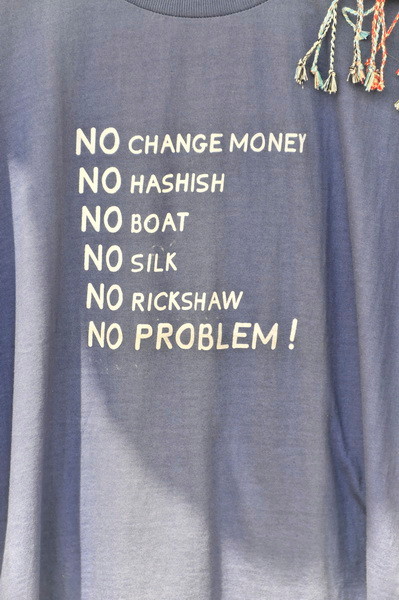 NO CHANGE MONEY
NO HASHISH
NO BOAT
NO SILK
NO RICKSHAW
NO PROBLEM !